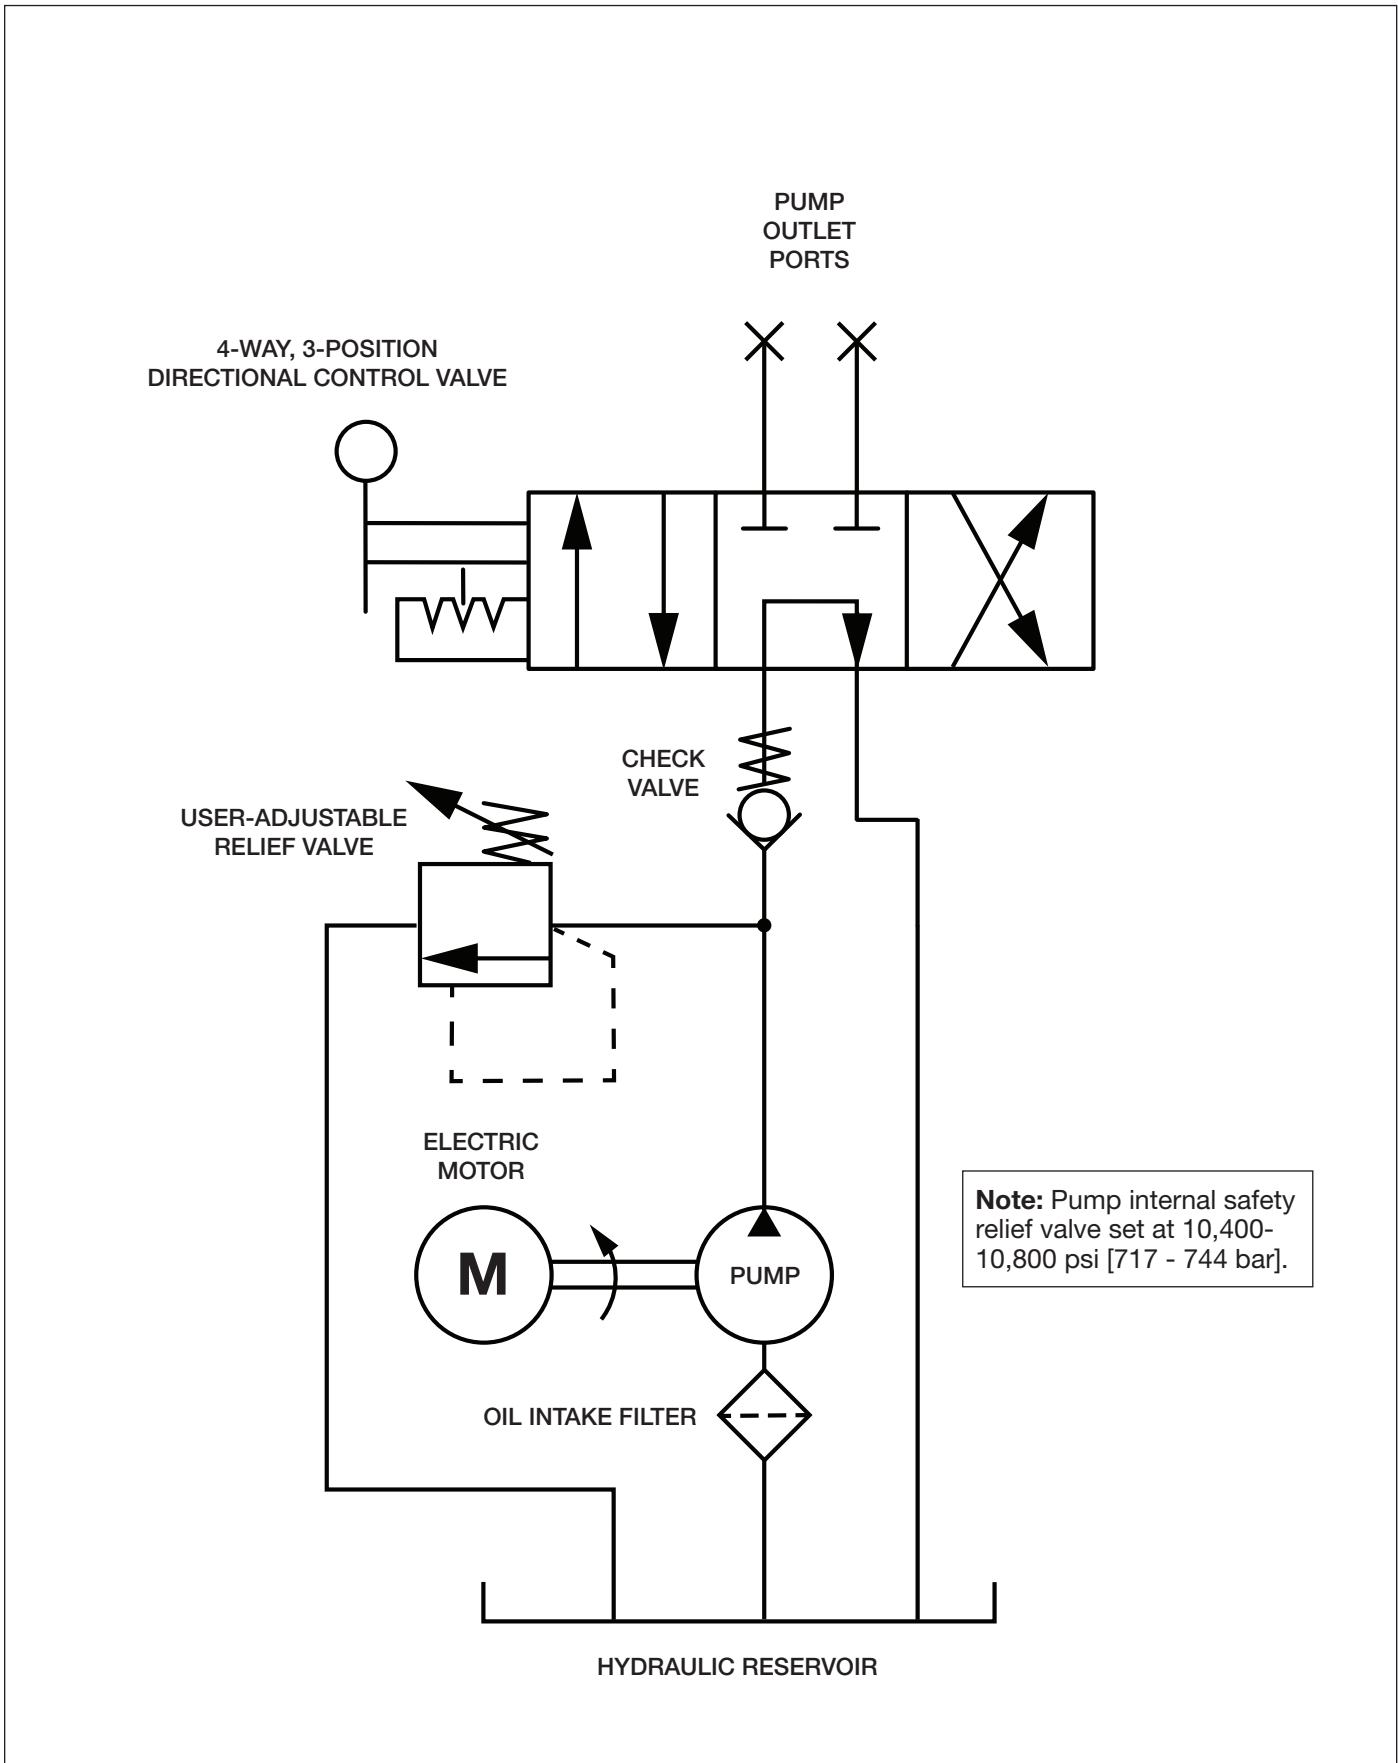 PUMP
OUTLET
PORTS
4-WAY, 3-POSITION
DIRECTIONAL CONTROL VALVE
CHECK
VALVE
USER-ADJUSTABLE
RELIEF VALVE
ELECTRIC
MOTOR
Note: Pump internal safety
relief valve set at 10,400-
10,800 psi [717 - 744 bar].
M
PUMP
OIL INTAKE FILTER
HYDRAULIC RESERVOIR